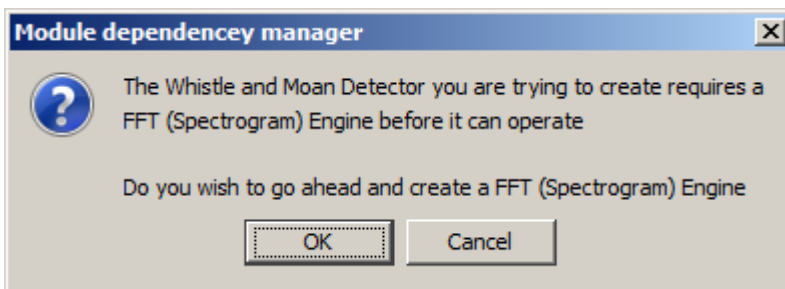 Module dependencey manager
The Whistle and Moan Detector you are trying to create requires a
FFT (Spectrogram) Engine before it can operate
Do you wish to go ahead and create a FFT (Spectrogram) Engine
OK
Cancel